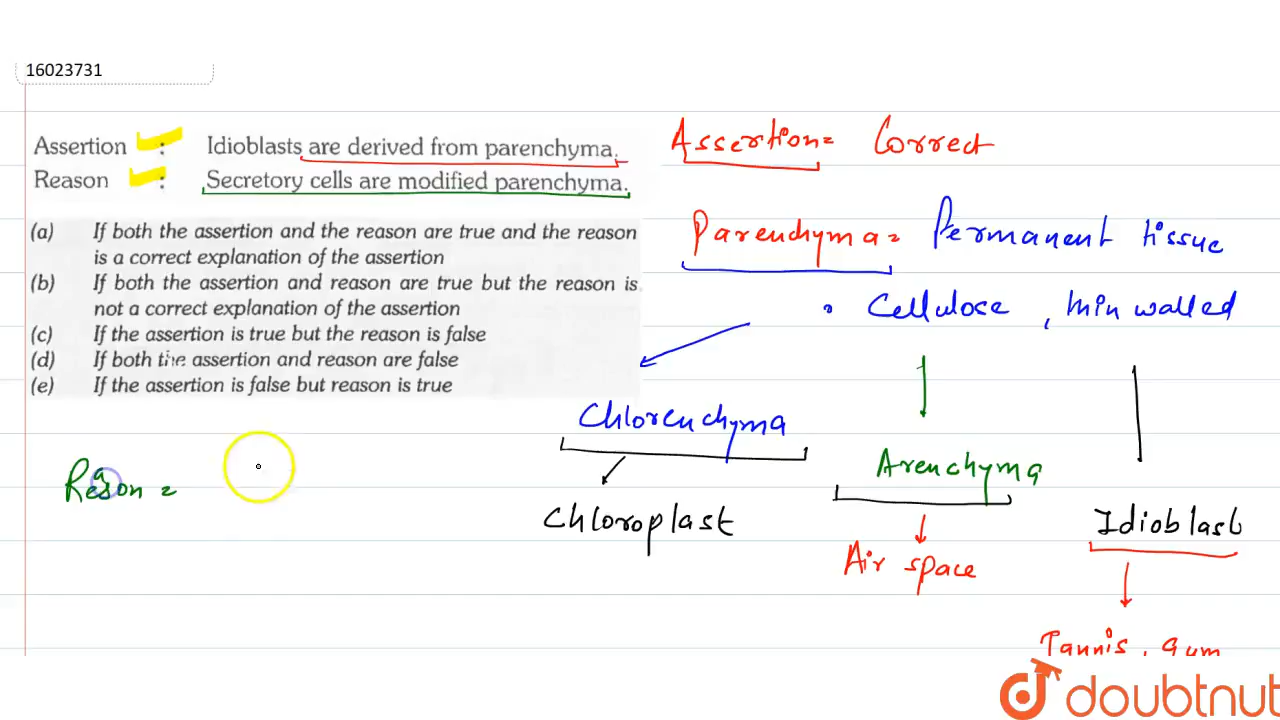 16023731
Assertion : Idioblasts are derived from parenchyma.
Reason : Secretory cells are modified parenchyma.
(a) If both the assertion and the reason are true and the reason
is a correct explanation of the assertion
(b) If both the assertion and reason are true but the reason is
not a correct explanation of the assertion
(c) If the assertion is true but the reason is false
(d) If both the assertion and reason are false
(e) If the assertion is false but reason is true
Assertion = Correct
Parenchyma = Permanent tissue
• Cellulose, thin walled
Chlorenchyma
Arenchyma
Chloroplast
Idioblast
Air space
Tannis, gum
Reason =
doubtnut